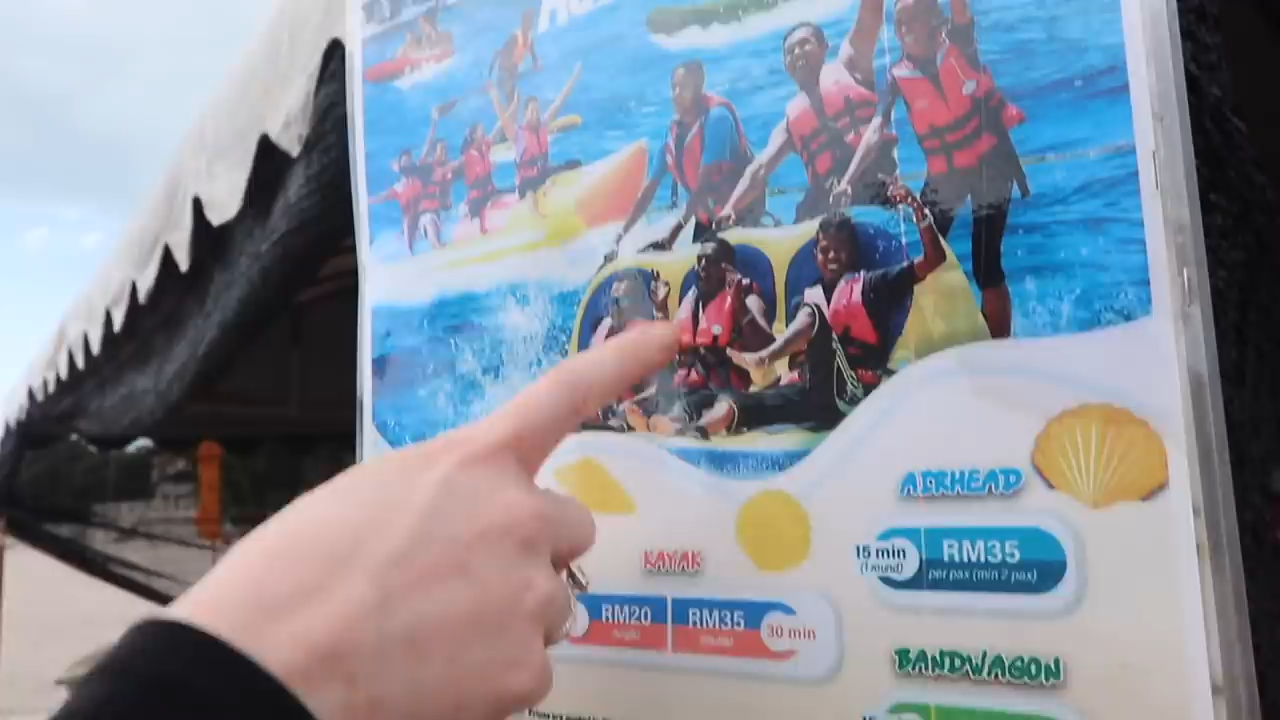 AIRHEAD
15 min
(1 round)
RM35
per pax (min 2 pax)
KAYAK
RM20
RM35
30 min
BANDWAGON